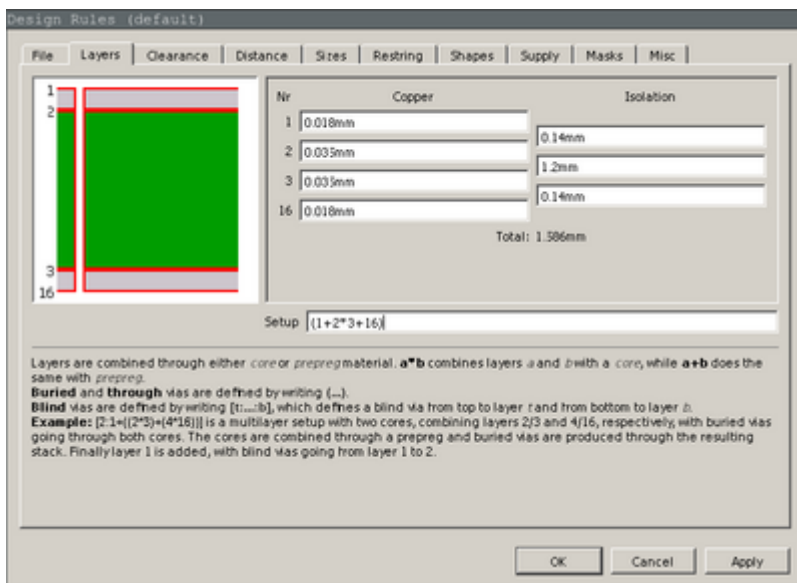 Design Rules (default)
File Layers Clearance Distance Sizes Restring Shapes Supply Masks Misc
1
2
3
16
Nr Copper Isolation
1 0.018mm
0.14mm
2 0.035mm
1.2mm
3 0.035mm
0.14mm
16 0.018mm
Total: 1.586mm
Setup (1+2*3+16)
Layers are combined through either core or prepreg material. a*b combines layers a and b with a core, while a+b does the
same with prepreg.
Buried and through vias are defined by writing (...).
Blind vias are defined by writing [t:...:b], which defines a blind via from top to layer t and from bottom to layer b.
Example: [2:1+((2*3)+(4*16))] is a multilayer setup with two cores, combining layers 2/3 and 4/16, respectively, with buried vias
going through both cores. The cores are combined through a prepreg and buried vias are produced through the resulting
stack. Finally layer 1 is added, with blind vias going from layer 1 to 2.
OK Cancel Apply